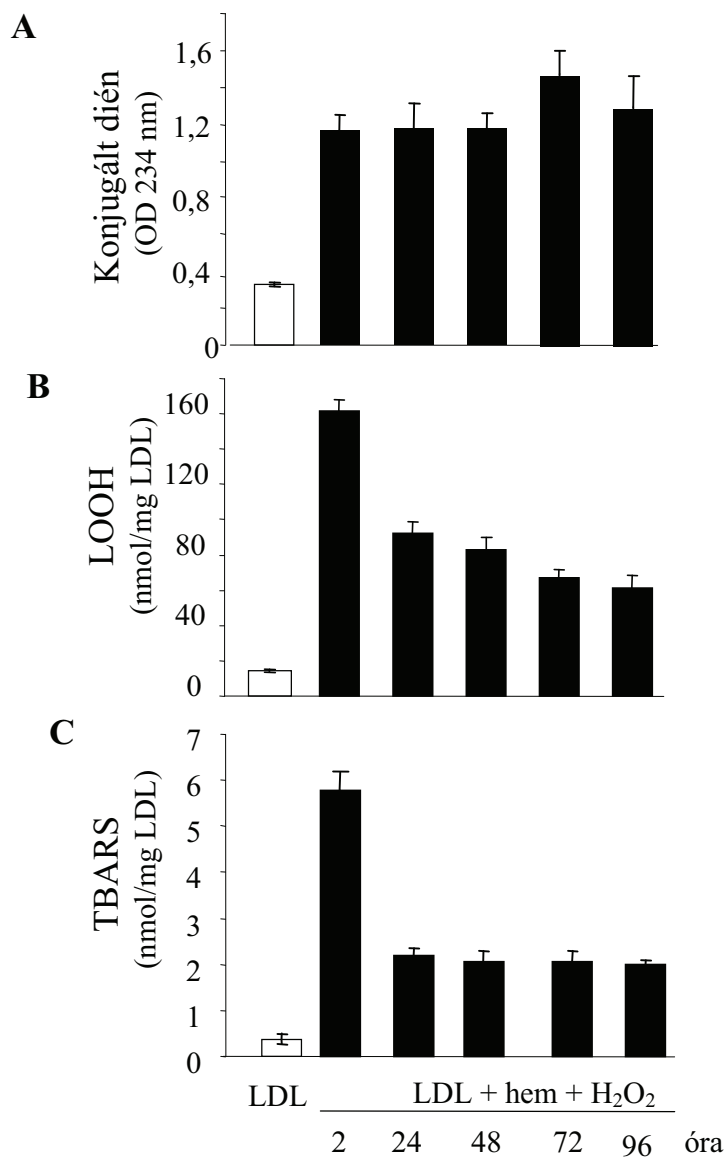 A
Konjugált dién
(OD 234 nm)
1,6
1,2
0,8
0,4
0
B
LOOH
(nmol/mg LDL)
160
120
80
40
0
C
TBARS
(nmol/mg LDL)
7
6
5
4
3
2
1
0
LDL
LDL + hem + H₂O₂
2 24 48 72 96 óra